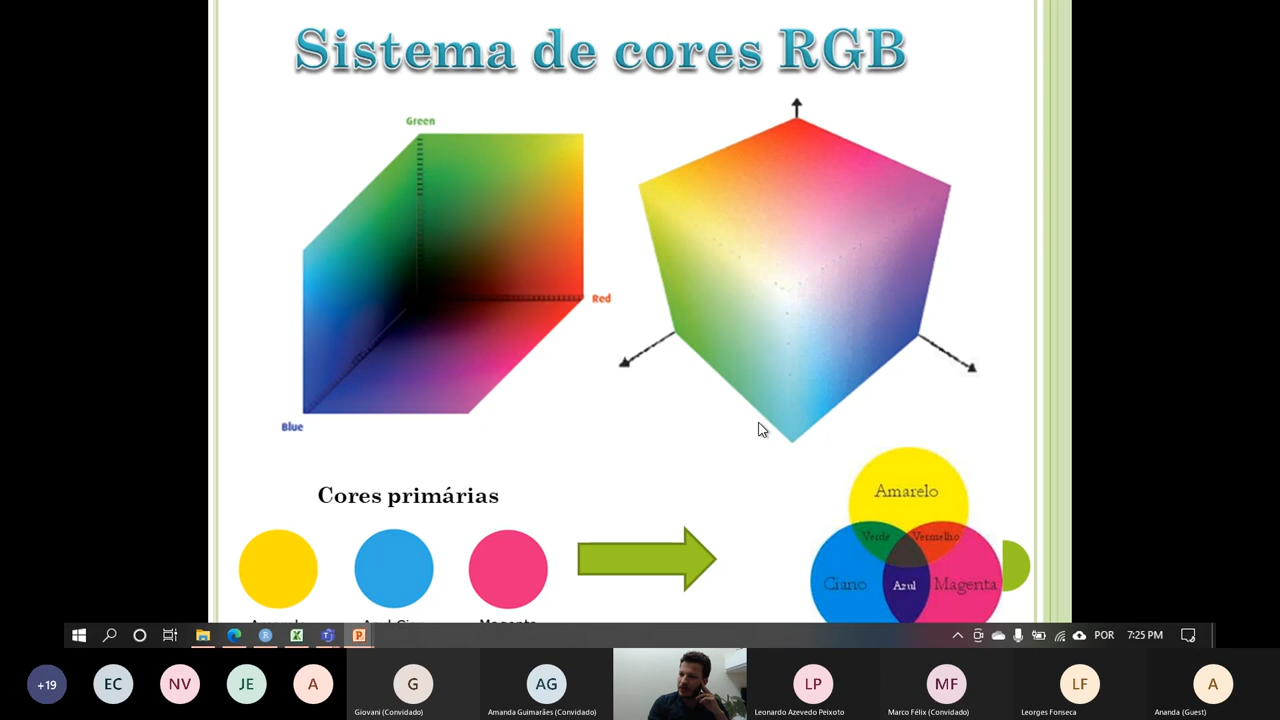 Sistema de cores RGB
Green
Red
Blue
Cores primárias
Amarelo
Verde
Vermelho
Ciano
Azul
Magenta
POR
7:25 PM
+19
EC
NV
JE
A
G
Giovani (Convidado)
AG
Amanda Guimarães (Convidado)
LP
Leonardo Azevedo Peixoto
MF
Marco Félix (Convidado)
LF
Leorges Fonseca
A
Ananda (Guest)